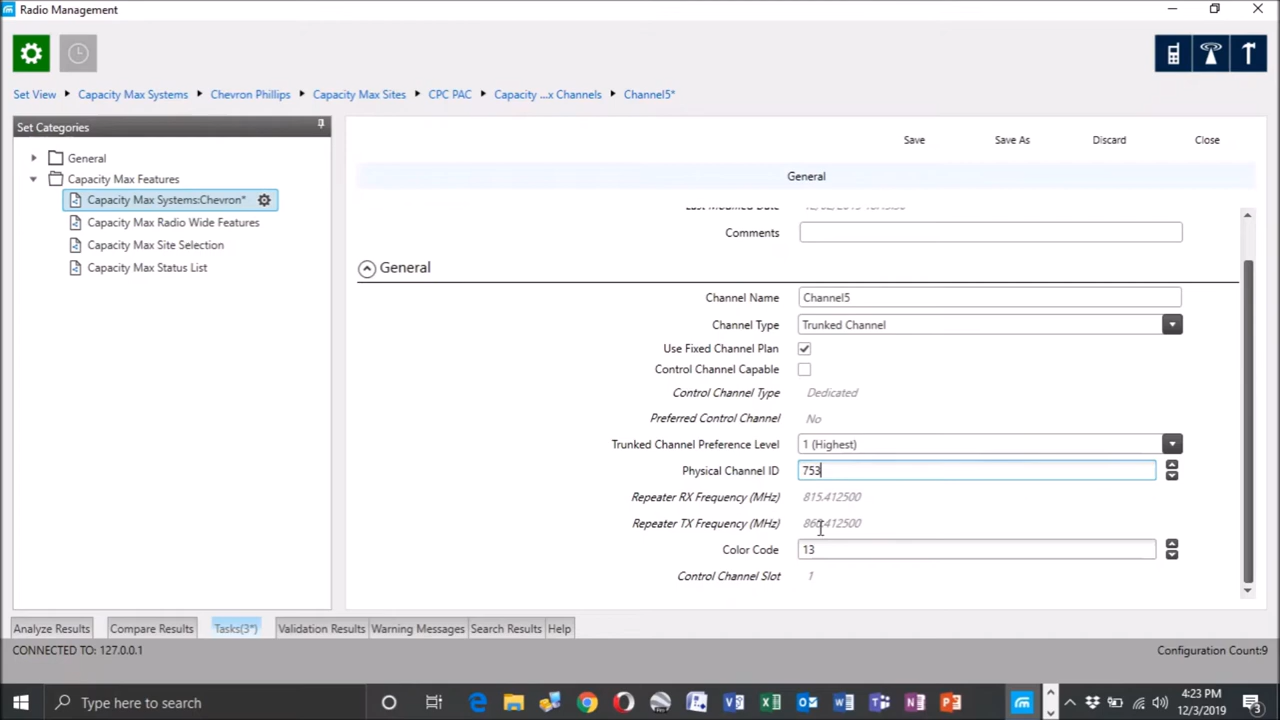 Radio Management
Set View Capacity Max Systems Chevron Phillips Capacity Max Sites CPC PAC Capacity ...x Channels Channel5*
Set Categories
General
Capacity Max Features
Capacity Max Systems:Chevron*
Capacity Max Radio Wide Features
Capacity Max Site Selection
Capacity Max Status List
Save Save As Discard Close
General
Comments
General
Channel Name Channel5
Channel Type Trunked Channel
Use Fixed Channel Plan
Control Channel Capable
Control Channel Type Dedicated
Preferred Control Channel No
Trunked Channel Preference Level 1 (Highest)
Physical Channel ID 753
Repeater RX Frequency (MHz) 815.412500
Repeater TX Frequency (MHz) 860.412500
Color Code 13
Control Channel Slot 1
Analyze Results Compare Results Tasks(3*) Validation Results Warning Messages Search Results Help
CONNECTED TO: 127.0.0.1 Configuration Count:9
Type here to search
4:23 PM
12/3/2019
3